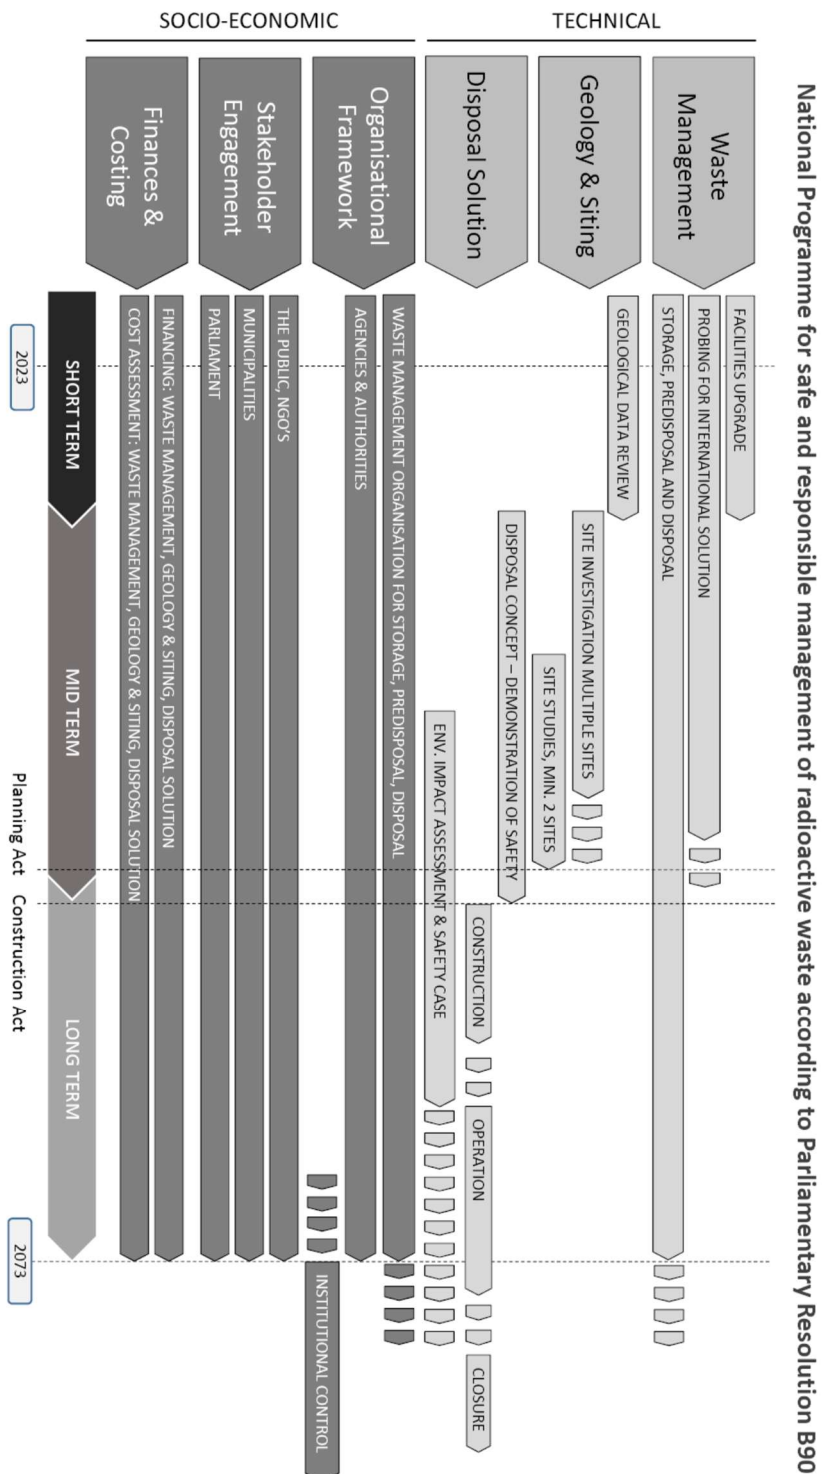 National Programme for safe and responsible management of radioactive waste according to Parliamentary Resolution B90
TECHNICAL
Waste
Management
FACILITIES UPGRADE
PROBING FOR INTERNATIONAL SOLUTION
STORAGE, PREDISPOSAL AND DISPOSAL
Geology & Siting
GEOLOGICAL DATA REVIEW
SITE INVESTIGATION MULTIPLE SITES
SITE STUDIES, MIN. 2 SITES
Disposal Solution
DISPOSAL CONCEPT – DEMONSTRATION OF SAFETY
CONSTRUCTION
OPERATION
CLOSURE
ENV. IMPACT ASSESSMENT & SAFETY CASE
SOCIO-ECONOMIC
Organisational
Framework
WASTE MANAGEMENT ORGANISATION FOR STORAGE, PREDISPOSAL, DISPOSAL
AGENCIES & AUTHORITIES
INSTITUTIONAL CONTROL
Stakeholder
Engagement
THE PUBLIC, NGO'S
MUNICIPALITIES
PARLIAMENT
Finances &
Costing
FINANCING: WASTE MANAGEMENT, GEOLOGY & SITING, DISPOSAL SOLUTION
COST ASSESSMENT: WASTE MANAGEMENT, GEOLOGY & SITING, DISPOSAL SOLUTION
SHORT TERM
MID TERM
LONG TERM
2023
Planning Act
Construction Act
2073